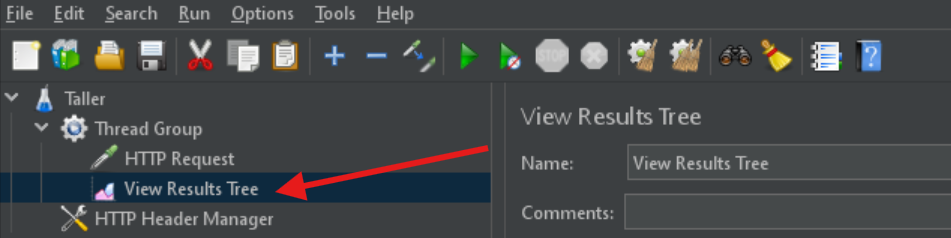 File Edit Search Run Options Tools Help
STOP
Taller
Thread Group
HTTP Request
View Results Tree
HTTP Header Manager
View Results Tree
Name: View Results Tree
Comments: